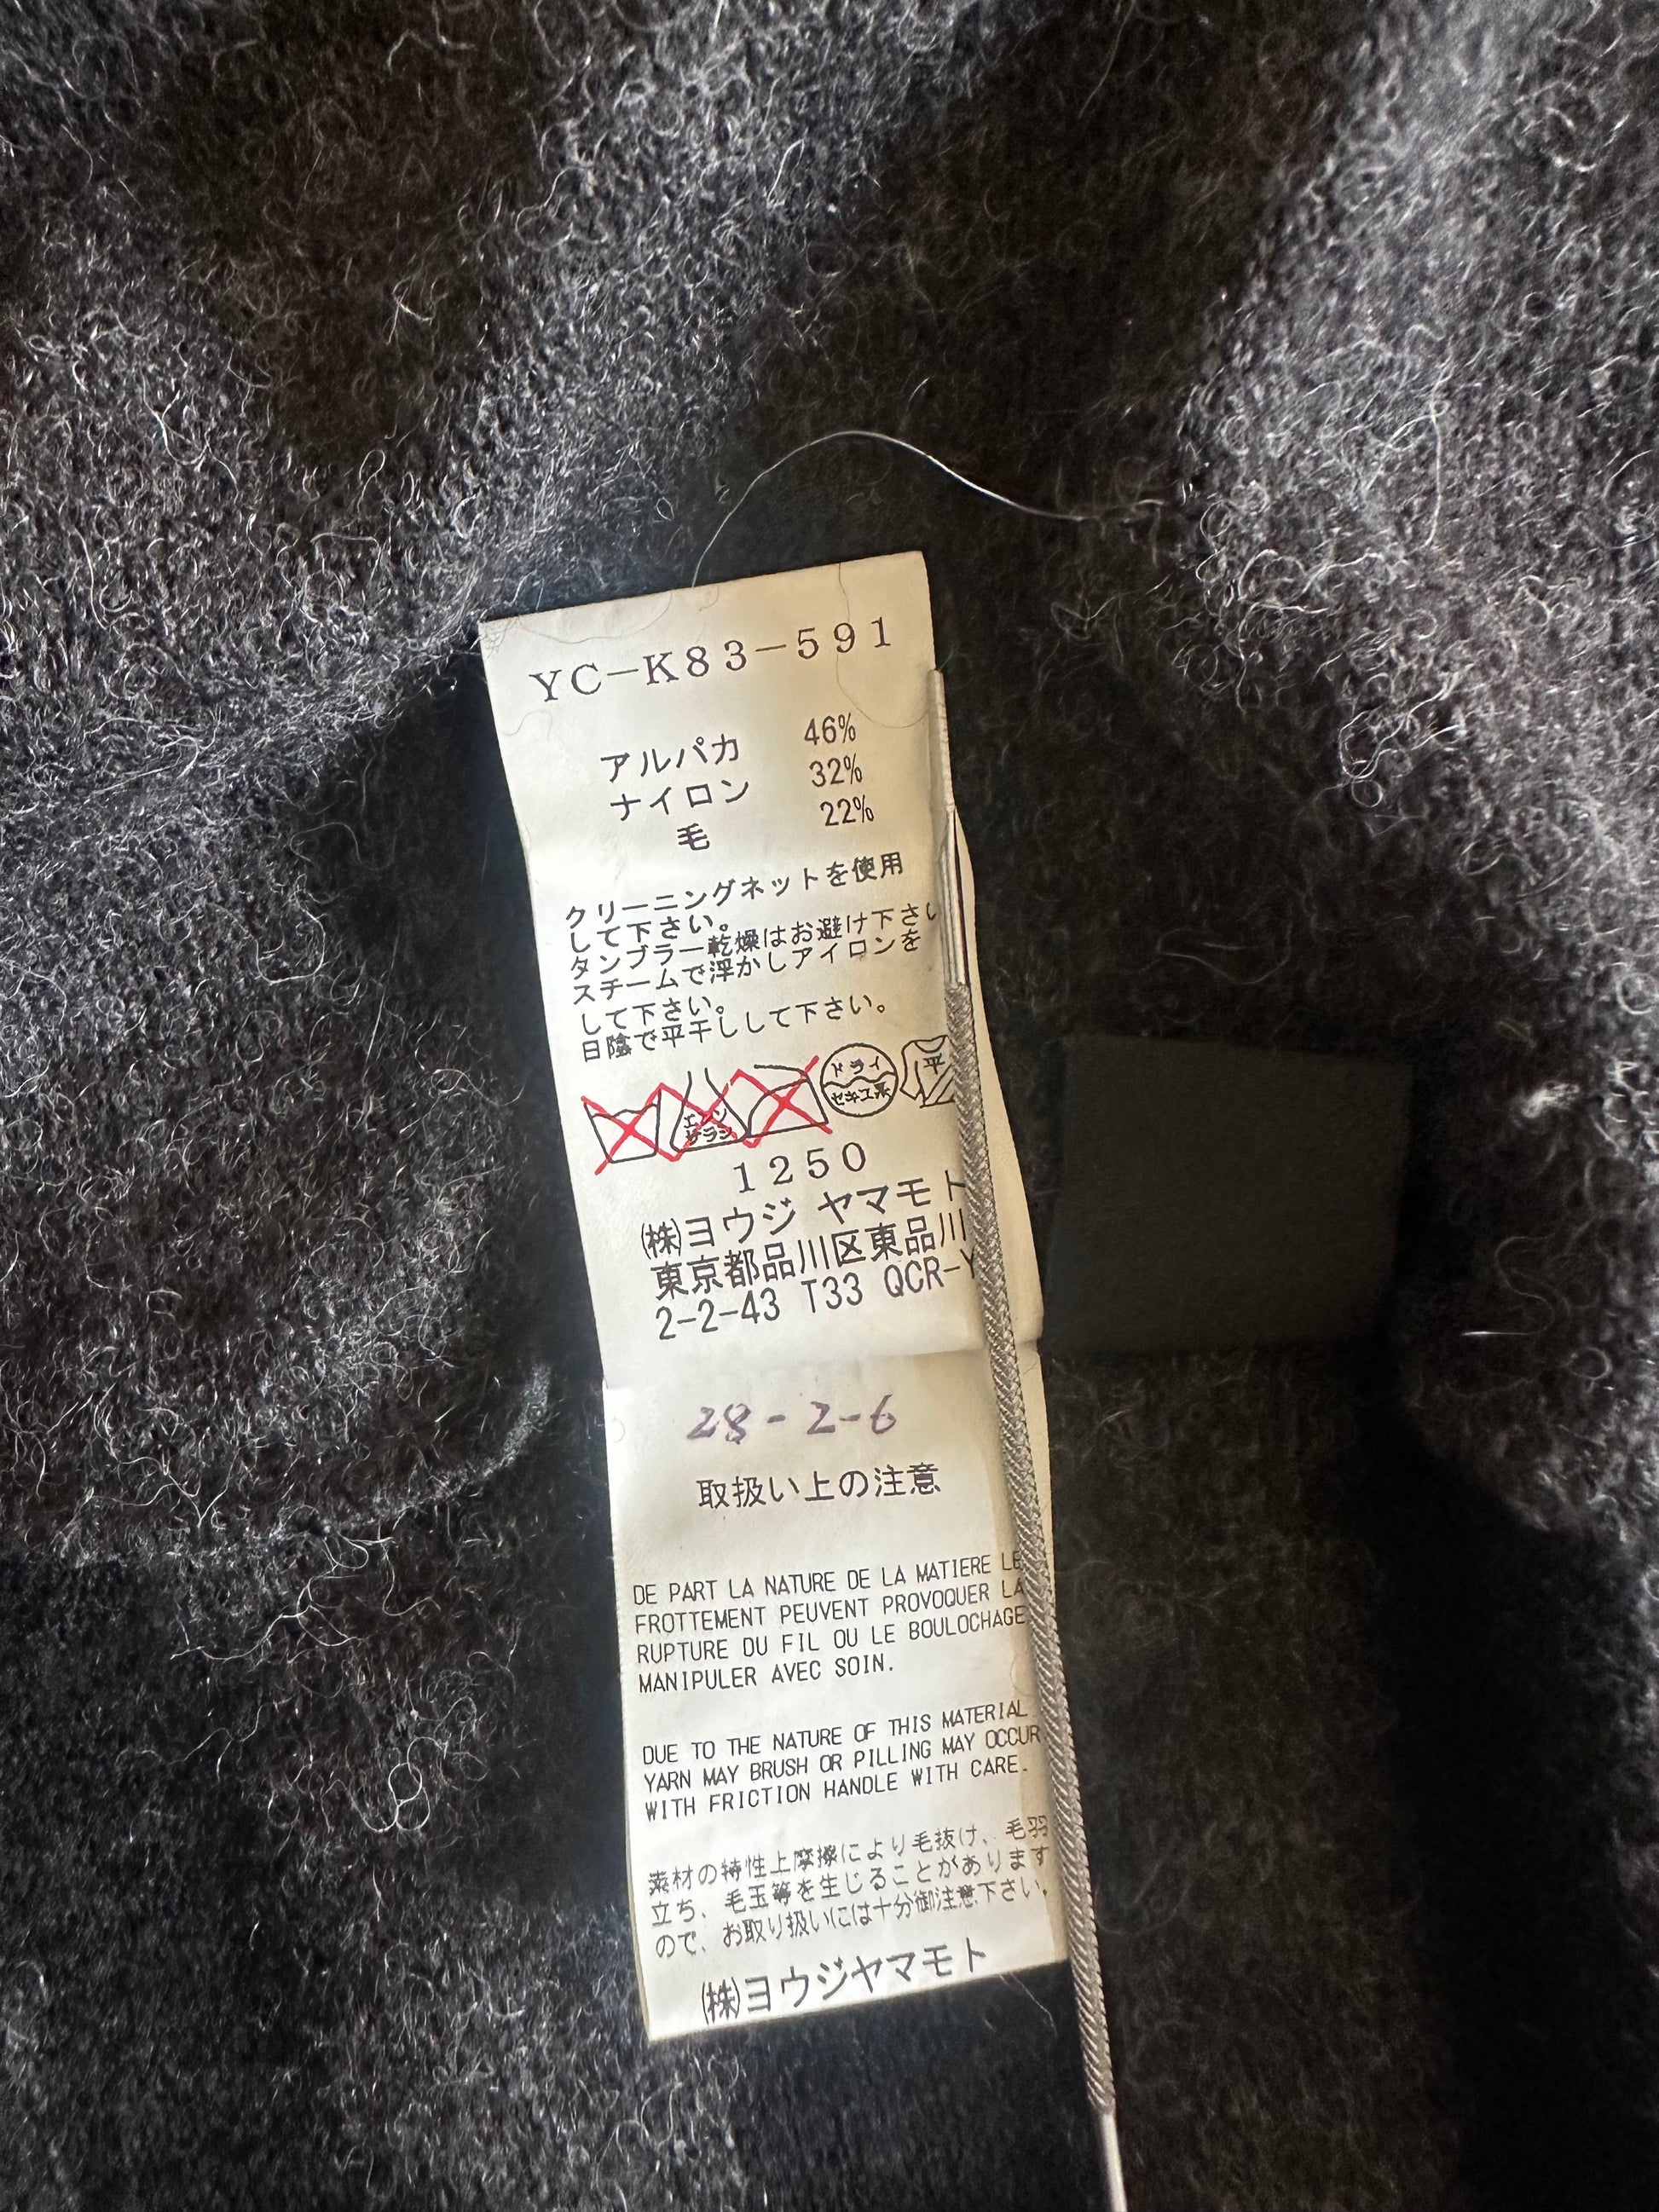 YC-K83-591
アルパカ 46%
ナイロン 32%
毛 22%
クリーニングネットを使用
して下さい。
タンブラー乾燥はお避け下さい
スチームで浮かしアイロンを
して下さい。
日陰で平干しして下さい。
エンソ
サラシ
ドライ
セキユ系
平
1250
㈱ヨウジ ヤマモト
東京都品川区東品川
2-2-43 T33 QCR-Y
28-2-6
取扱い上の注意
DE PART LA NATURE DE LA MATIERE LE
FROTTEMENT PEUVENT PROVOQUER LA
RUPTURE DU FIL OU LE BOULOCHAGE
MANIPULER AVEC SOIN.
DUE TO THE NATURE OF THIS MATERIAL
YARN MAY BRUSH OR PILLING MAY OCCUR
WITH FRICTION HANDLE WITH CARE.
素材の特性上摩擦により毛抜け、毛羽
立ち、毛玉等を生じることがあります
ので、お取り扱いには十分御注意下さい。
㈱ヨウジヤマモト